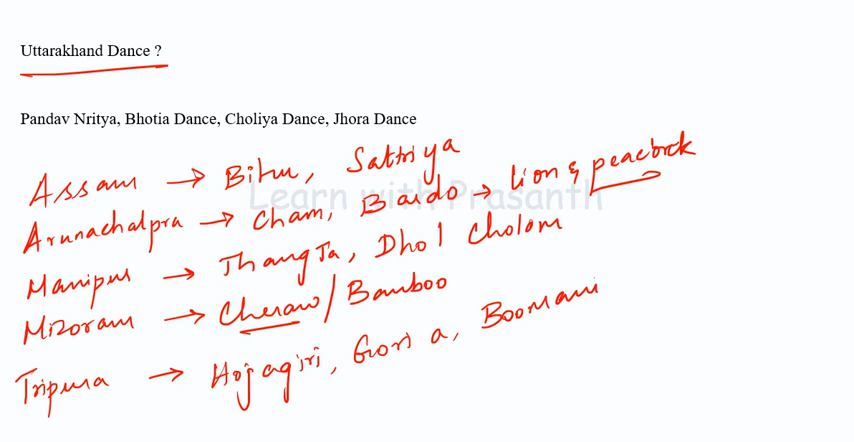 Uttarakhand Dance ?
Pandav Nritya, Bhotia Dance, Choliya Dance, Jhora Dance
Assam → Bihu, Sattriya
Learn with Prasanth
Arunachalpra → Cham, Bardo → lion & peacock
Manipur → Thang Ta, Dhol Cholom
Mizoram → Cheraw / Bamboo
Tripura → Hojagiri, Goria, Boomani